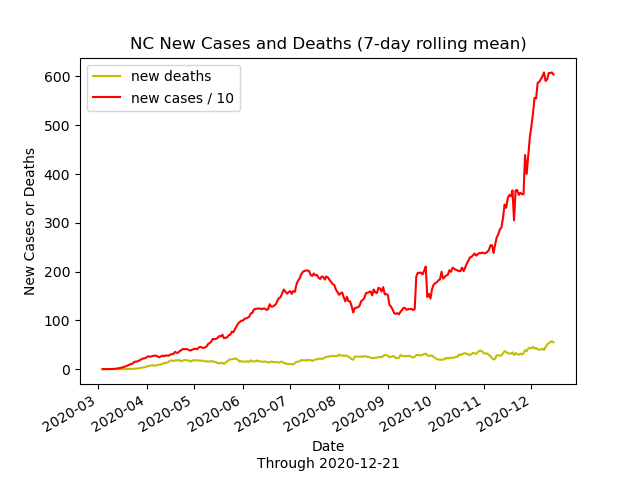 NC New Cases and Deaths (7-day rolling mean)
new deaths
new cases / 10
600
500
400
300
200
100
0
New Cases or Deaths
2020-03
2020-04
2020-05
2020-06
2020-07
2020-08
2020-09
2020-10
2020-11
2020-12
Date
Through 2020-12-21